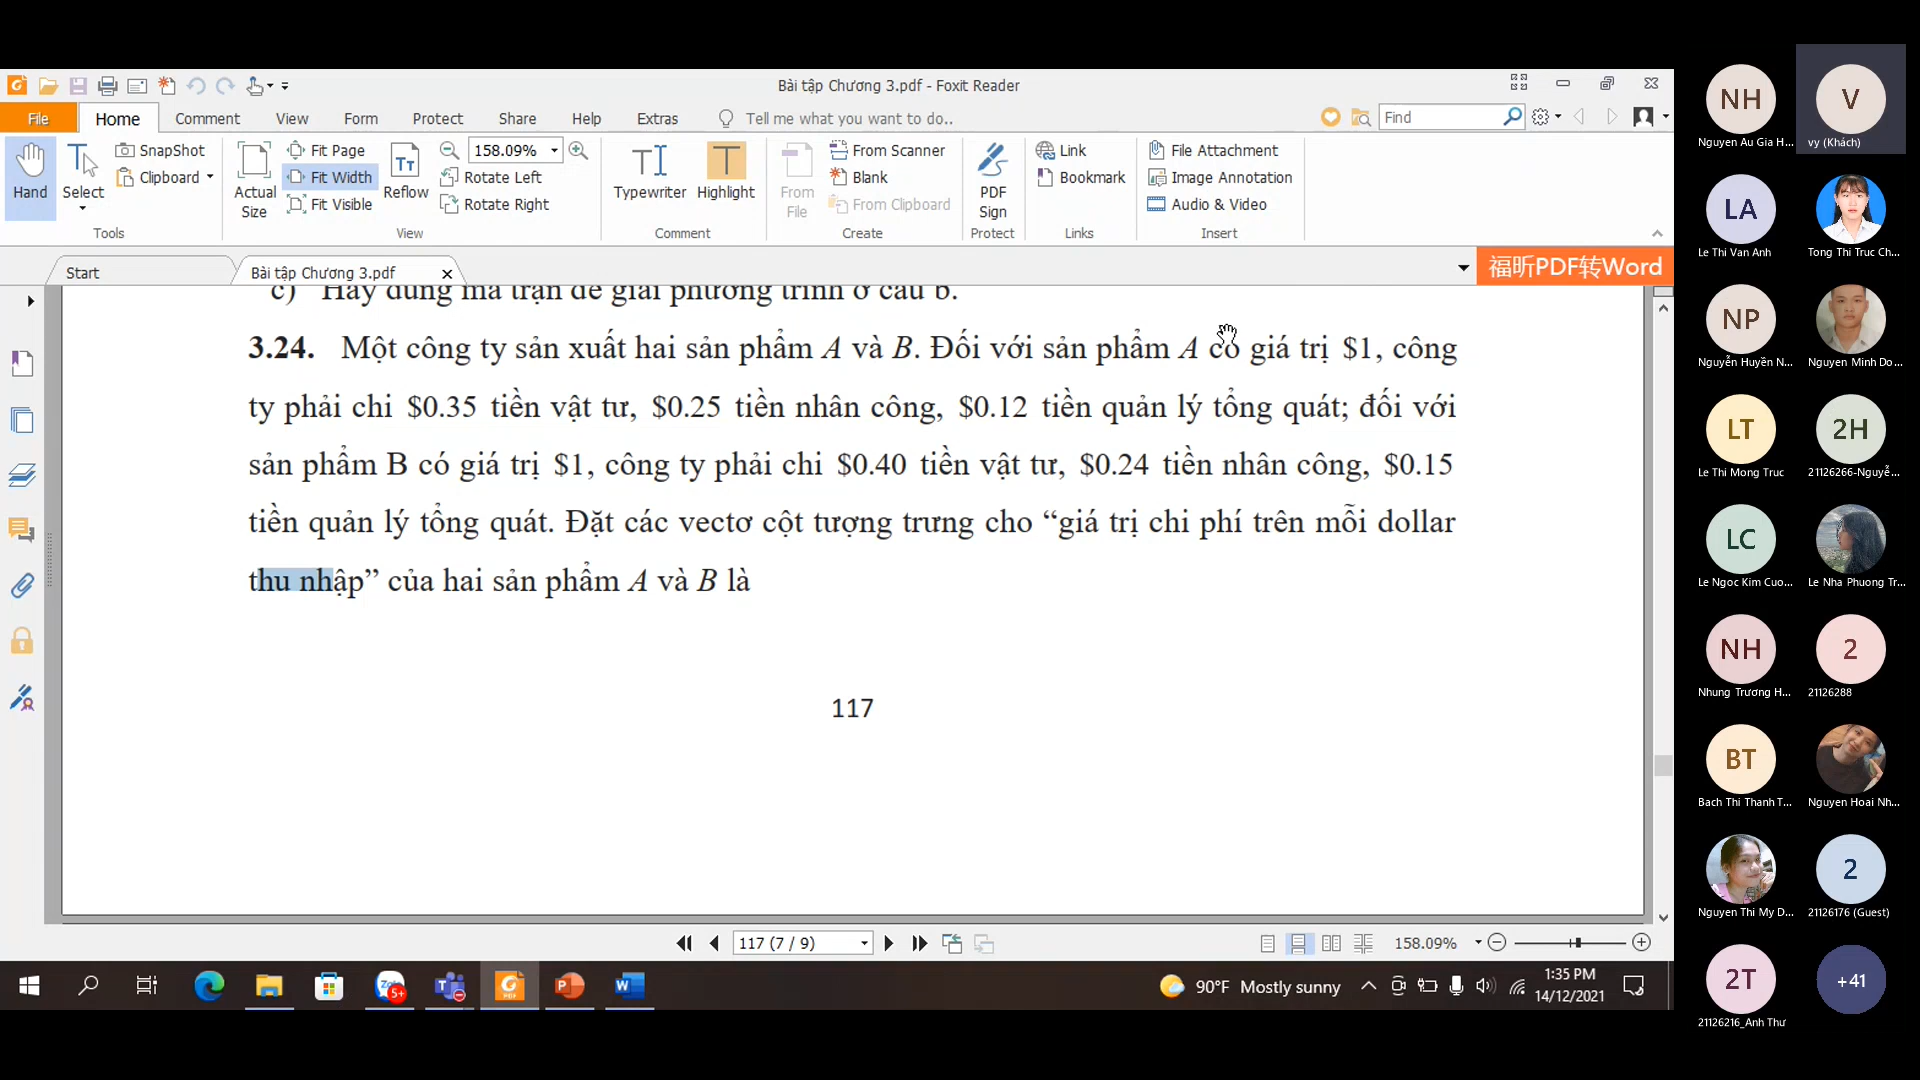 Bài tập Chương 3.pdf - Foxit Reader
File Home Comment View Form Protect Share Help Extras Tell me what you want to do.. Find
Hand
Select
SnapShot
Clipboard
Tools
Actual Size
Fit Page
Fit Width
Fit Visible
Reflow
158.09%
Rotate Left
Rotate Right
View
Typewriter
Highlight
Comment
From File
From Scanner
Blank
From Clipboard
Create
PDF Sign
Protect
Link
Bookmark
Links
File Attachment
Image Annotation
Audio & Video
Insert
Start
Bài tập Chương 3.pdf
福昕PDF转Word
c) Hãy dùng ma trận để giải phương trình ở câu b.
3.24. Một công ty sản xuất hai sản phẩm A và B. Đối với sản phẩm A có giá trị $1, công
ty phải chi $0.35 tiền vật tư, $0.25 tiền nhân công, $0.12 tiền quản lý tổng quát; đối với
sản phẩm B có giá trị $1, công ty phải chi $0.40 tiền vật tư, $0.24 tiền nhân công, $0.15
tiền quản lý tổng quát. Đặt các vectơ cột tượng trưng cho “giá trị chi phí trên mỗi dollar
thu nhập” của hai sản phẩm A và B là
117
117 (7 / 9)
158.09%
Zalo
5+
90°F Mostly sunny
1:35 PM
14/12/2021
NH
Nguyen Au Gia H...
V
vy (Khách)
LA
Le Thi Van Anh
Tong Thi Truc Ch...
NP
Nguyễn Huyền N...
Nguyen Minh Do...
LT
Le Thi Mong Truc
2H
21126266-Nguyễ...
LC
Le Ngoc Kim Cuo...
Le Nha Phuong Tr...
NH
Nhung Trương H...
2
21126288
BT
Bach Thi Thanh T...
Nguyen Hoai Nh...
Nguyen Thi My D...
2
21126176 (Guest)
2T
21126216_Anh Thư
+41